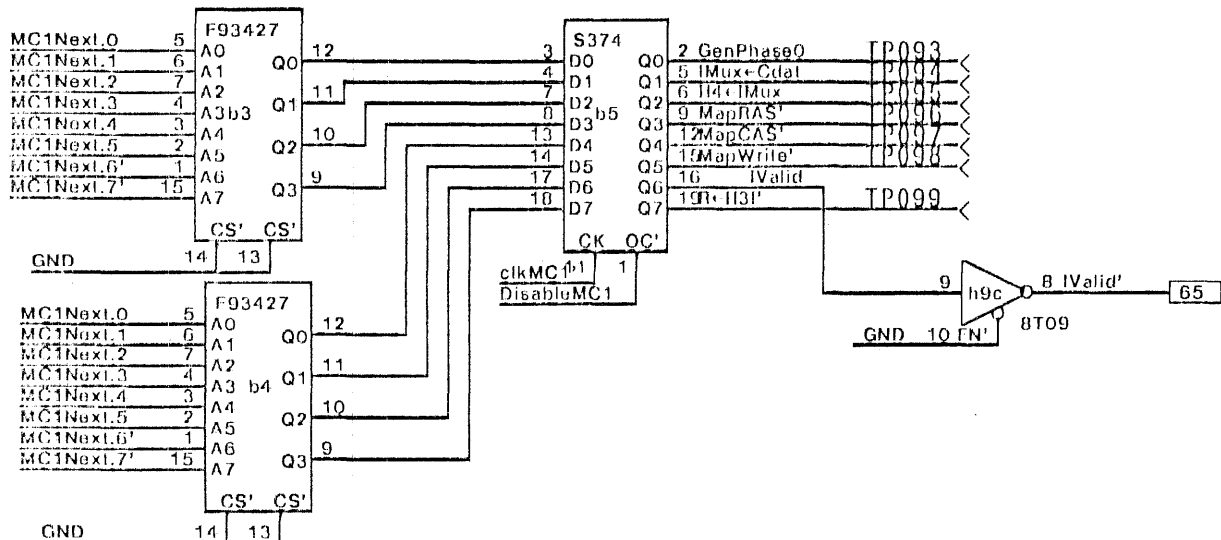 F93427
MC1Next.0 5 A0
MC1Next.1 6 A1
MC1Next.2 7 A2
MC1Next.3 4 A3 b3
MC1Next.4 3 A4
MC1Next.5 2 A5
MC1Next.6' 1 A6
MC1Next.7' 15 A7
Q0 12
Q1 11
Q2 10
Q3 9
CS' CS'
GND 14 13
F93427
MC1Next.0 5 A0
MC1Next.1 6 A1
MC1Next.2 7 A2
MC1Next.3 4 A3 b4
MC1Next.4 3 A4
MC1Next.5 2 A5
MC1Next.6' 1 A6
MC1Next.7' 15 A7
Q0 12
Q1 11
Q2 10
Q3 9
CS' CS'
GND 14 13
S374
3 D0 Q0 2 GenPhase0 TP093
4 D1 Q1 5 IMux←Cdat TP094
7 D2 b5 Q2 6 TP095
8 D3 Q3 9 MapRAS' TP096
13 D4 Q4 12 MapCAS' TP097
14 D5 Q5 15 MapWrite' TP098
17 D6 Q6 16 IValid
18 D7 Q7 19 TP099
CK OC'
clkMC1' 11 1
DisableMC1
9 h9c 8 IValid' 65
8T09
GND 10 EN'